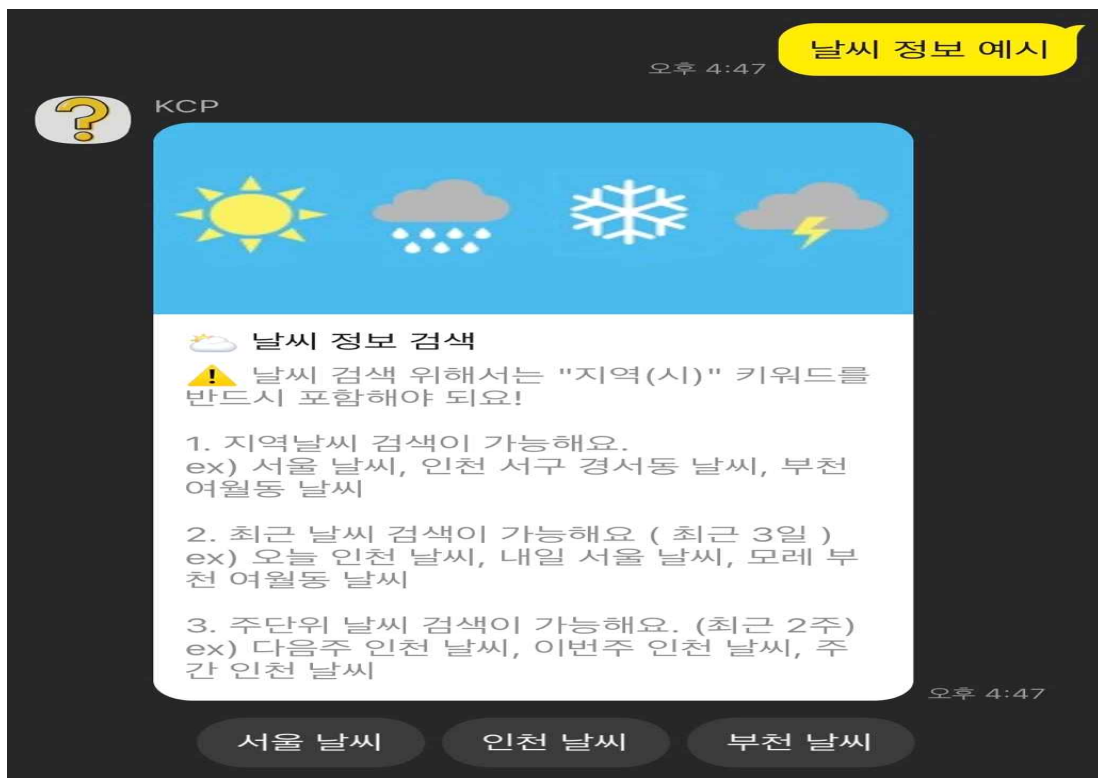 날씨 정보 예시
오후 4:47
KCP
날씨 정보 검색
날씨 검색 위해서는 "지역(시)" 키워드를
반드시 포함해야 되요!
1. 지역날씨 검색이 가능해요.
ex) 서울 날씨, 인천 서구 경서동 날씨, 부천
여월동 날씨
2. 최근 날씨 검색이 가능해요 ( 최근 3일 )
ex) 오늘 인천 날씨, 내일 서울 날씨, 모레 부
천 여월동 날씨
3. 주단위 날씨 검색이 가능해요. (최근 2주)
ex) 다음주 인천 날씨, 이번주 인천 날씨, 주
간 인천 날씨
오후 4:47
서울 날씨 인천 날씨 부천 날씨